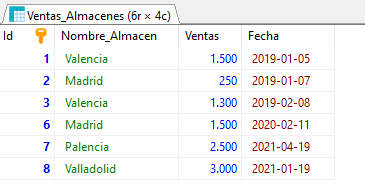 Ventas_Almacenes (6r × 4c)
Id Nombre_Almacen Ventas Fecha
1 Valencia 1.500 2019-01-05
2 Madrid 250 2019-01-07
3 Valencia 1.300 2019-02-08
6 Madrid 1.500 2020-02-11
7 Palencia 2.500 2021-04-19
8 Valladolid 3.000 2021-01-19